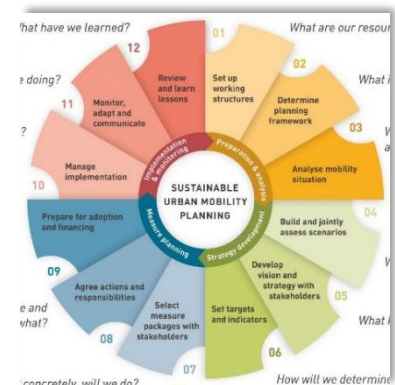 What have we learned?
What are our resour
doing?
What i
12
Review
and learn
lessons
01
Set up
working
structures
02
Determine
planning
framework
03
Analyse mobility
situation
04
Build and jointly
assess scenarios
05
Develop
vision and
strategy with
stakeholders
06
Set targets
and indicators
07
Select
measure
packages with
stakeholders
08
Agree actions and
responsibilities
09
Prepare for adoption
and financing
10
Manage
implementation
11
Monitor,
adapt and
communicate
Preparation & analysis
Strategy development
Measure planning
Implementation
& monitoring
SUSTAINABLE
URBAN MOBILITY
PLANNING
and
what?
What k
concretely, will we do?
How will we determine